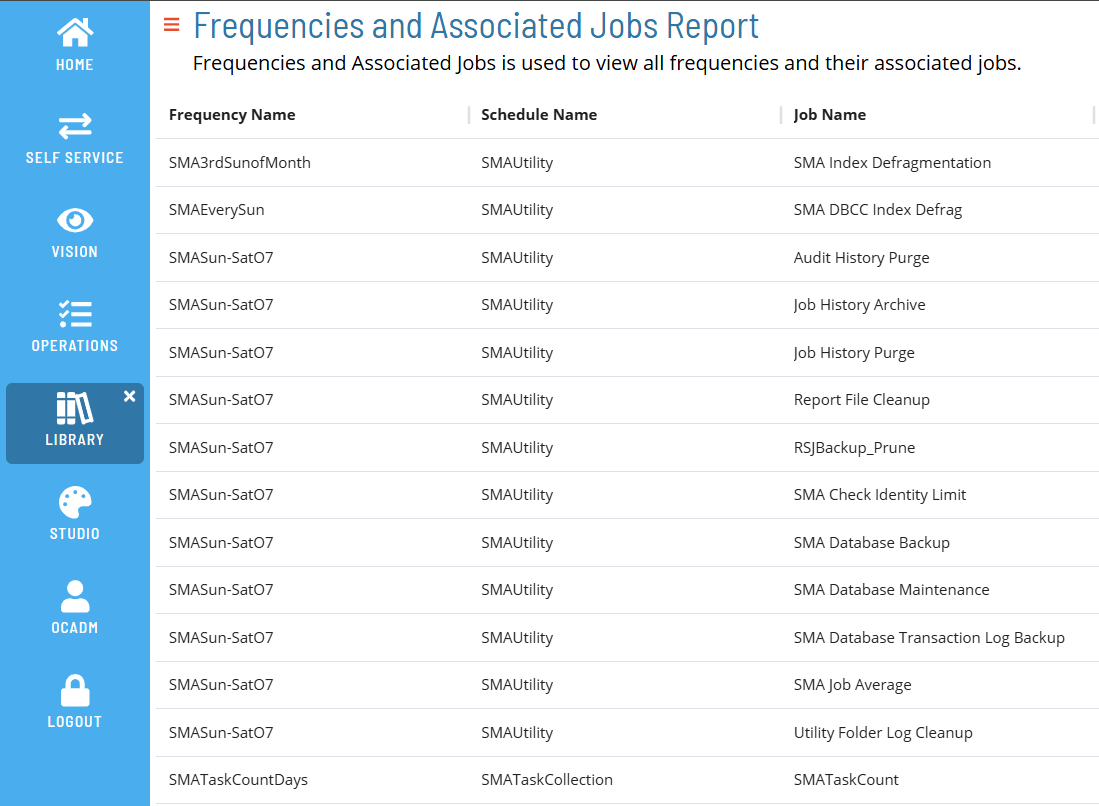 HOME
SELF SERVICE
VISION
OPERATIONS
LIBRARY
STUDIO
OCADM
LOGOUT
Frequencies and Associated Jobs Report
Frequencies and Associated Jobs is used to view all frequencies and their associated jobs.
Frequency Name Schedule Name Job Name
SMA3rdSunofMonth SMAUtility SMA Index Defragmentation
SMAEverySun SMAUtility SMA DBCC Index Defrag
SMASun-SatO7 SMAUtility Audit History Purge
SMASun-SatO7 SMAUtility Job History Archive
SMASun-SatO7 SMAUtility Job History Purge
SMASun-SatO7 SMAUtility Report File Cleanup
SMASun-SatO7 SMAUtility RSJBackup_Prune
SMASun-SatO7 SMAUtility SMA Check Identity Limit
SMASun-SatO7 SMAUtility SMA Database Backup
SMASun-SatO7 SMAUtility SMA Database Maintenance
SMASun-SatO7 SMAUtility SMA Database Transaction Log Backup
SMASun-SatO7 SMAUtility SMA Job Average
SMASun-SatO7 SMAUtility Utility Folder Log Cleanup
SMATaskCountDays SMATaskCollection SMATaskCount